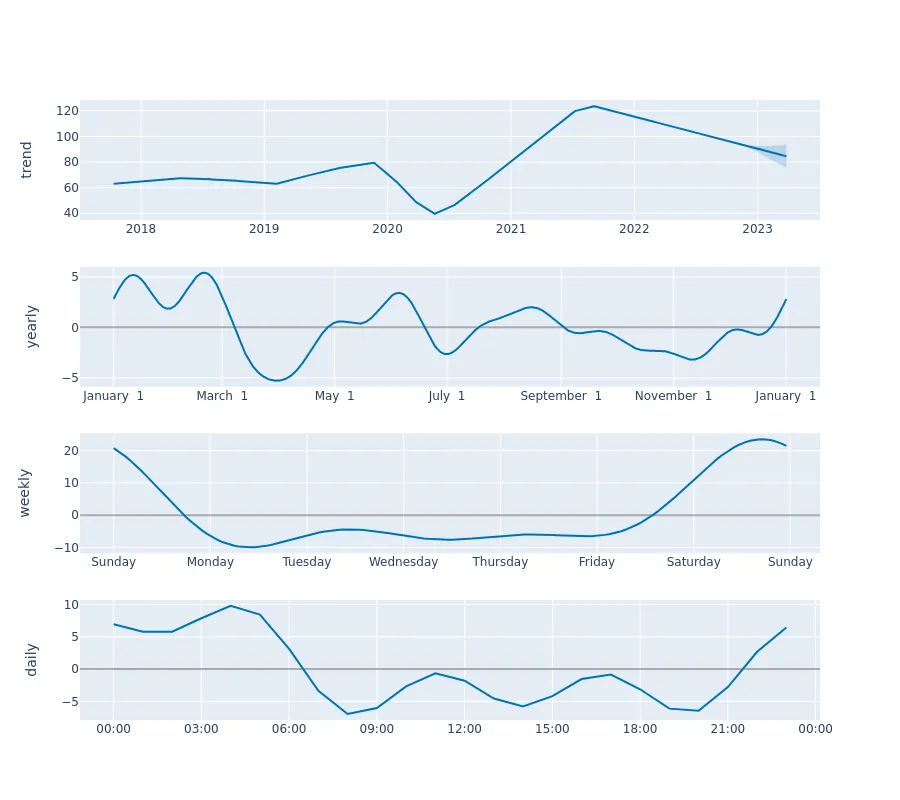 trend
120
100
80
60
40
2018 2019 2020 2021 2022 2023
yearly
5
0
−5
January 1 March 1 May 1 July 1 September 1 November 1 January 1
weekly
20
10
0
−10
Sunday Monday Tuesday Wednesday Thursday Friday Saturday Sunday
daily
10
5
0
−5
00:00 03:00 06:00 09:00 12:00 15:00 18:00 21:00 00:00